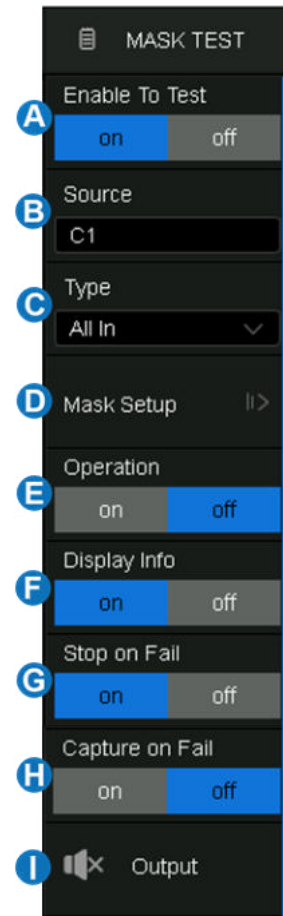 MASK TEST
Enable To Test
A
on off
B
Source
C1
C
Type
All In
D
Mask Setup
Operation
E
on off
Display Info
F
on off
Stop on Fail
G
on off
Capture on Fail
H
on off
I
Output